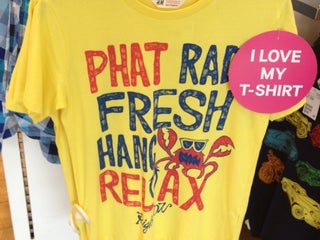 H&M
PHAT RAD
FRESH
HANG
RELAX
I LOVE
MY
T-SHIRT